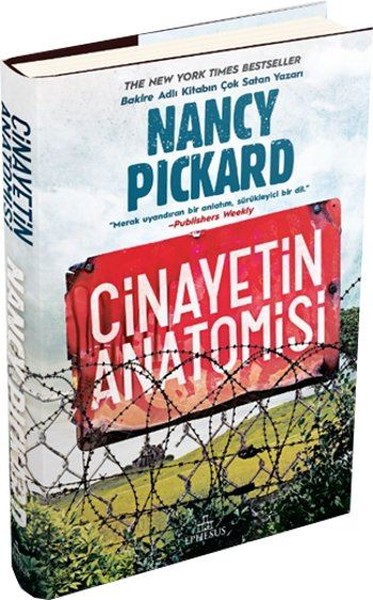 THE NEW YORK TIMES BESTSELLER
Bakire Adlı Kitabın Çok Satan Yazarı
NANCY
PICKARD
"Merak uyandıran bir anlatım, sürükleyici bir dil."
–Publishers Weekly
CİNAYETİN
ANATOMİSİ
EPHESUS
CİNAYETİN
ANATOMİSİ
NANCY PICKARD